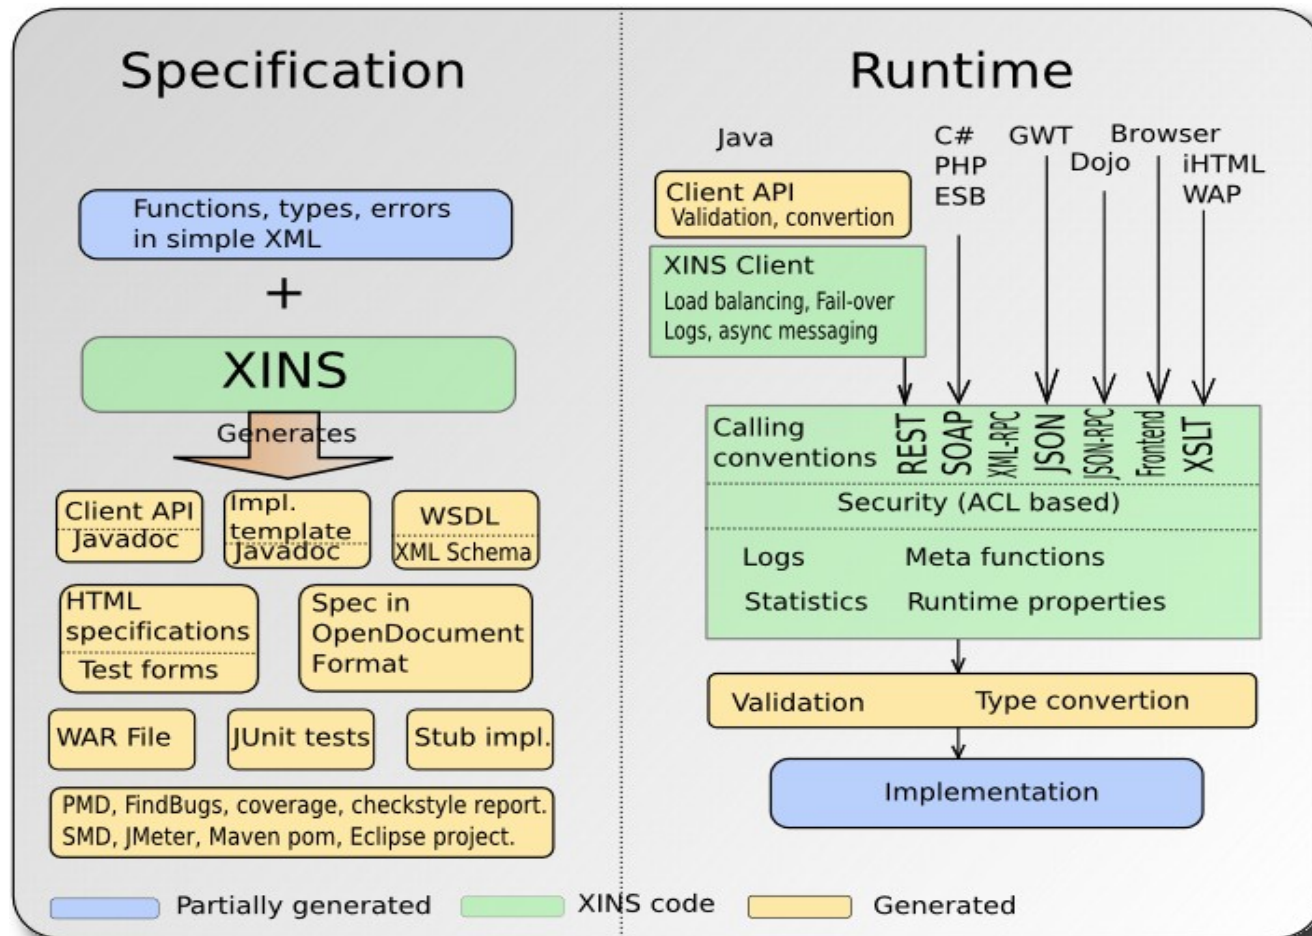 Specification
Functions, types, errors
in simple XML
+
XINS
Generates
Client API
Javadoc
Impl.
template
Javadoc
WSDL
XML Schema
HTML
specifications
Test forms
Spec in
OpenDocument
Format
WAR File
JUnit tests
Stub impl.
PMD, FindBugs, coverage, checkstyle report.
SMD, JMeter, Maven pom, Eclipse project.
Runtime
Java
C#
PHP
ESB
GWT
Dojo
Browser
iHTML
WAP
Client API
Validation, convertion
XINS Client
Load balancing, Fail-over
Logs, async messaging
Calling
conventions
REST
SOAP
XML-RPC
JSON
JSON-RPC
Frontend
XSLT
Security (ACL based)
Logs
Meta functions
Statistics
Runtime properties
Validation
Type convertion
Implementation
Partially generated
XINS code
Generated